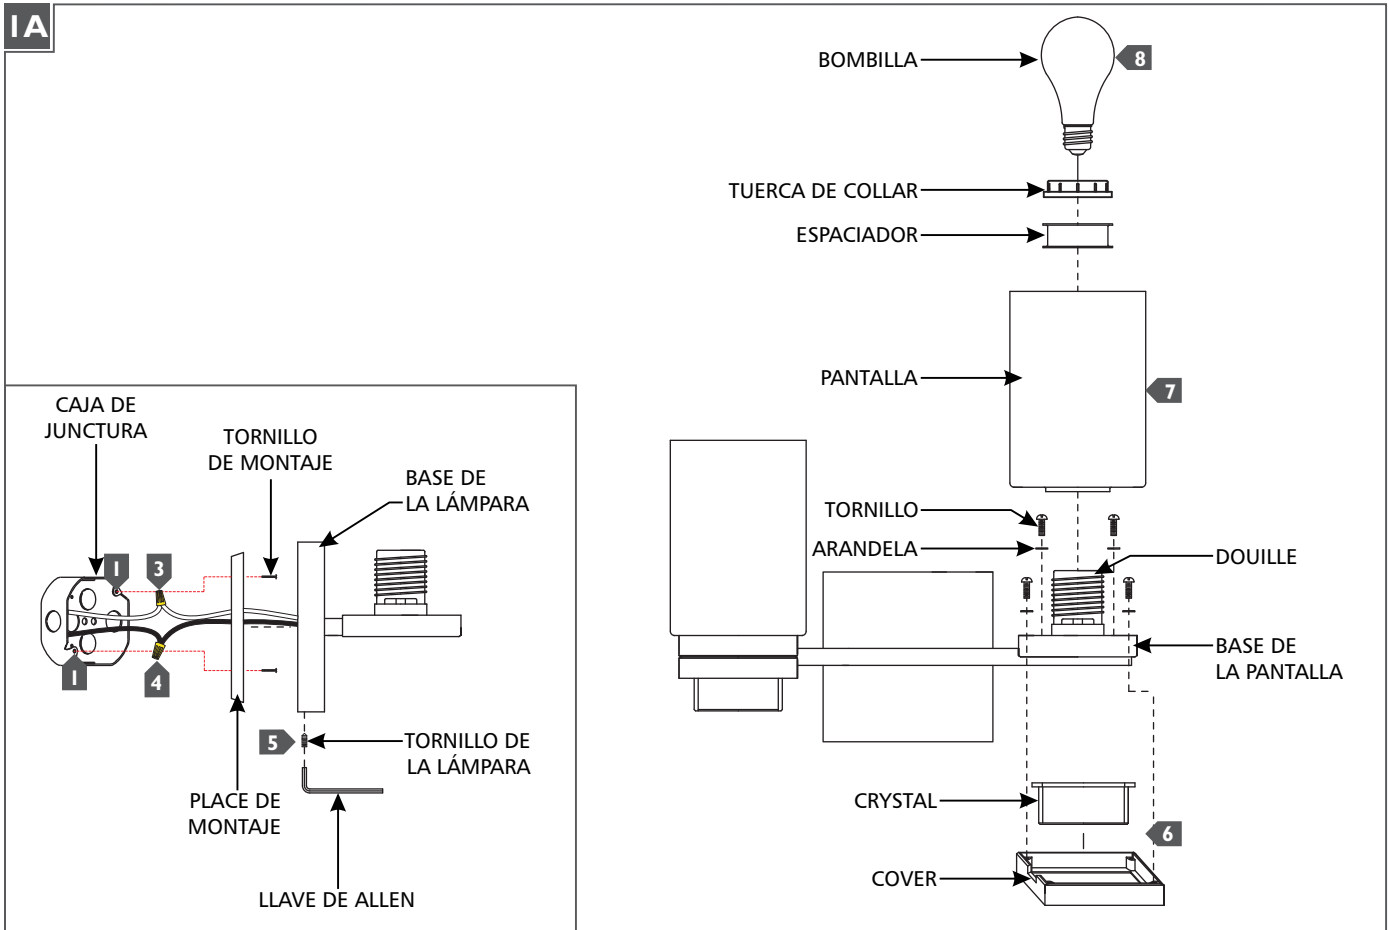 1A
BOMBILLA
8
TUERCA DE COLLAR
ESPACIADOR
PANTALLA
7
TORNILLO
ARANDELA
DOUILLE
BASE DE
LA PANTALLA
CRYSTAL
6
COVER
CAJA DE
JUNCTURA
TORNILLO
DE MONTAJE
BASE DE
LA LÁMPARA
1
3
1
4
5
TORNILLO DE
LA LÁMPARA
PLACE DE
MONTAJE
LLAVE DE ALLEN